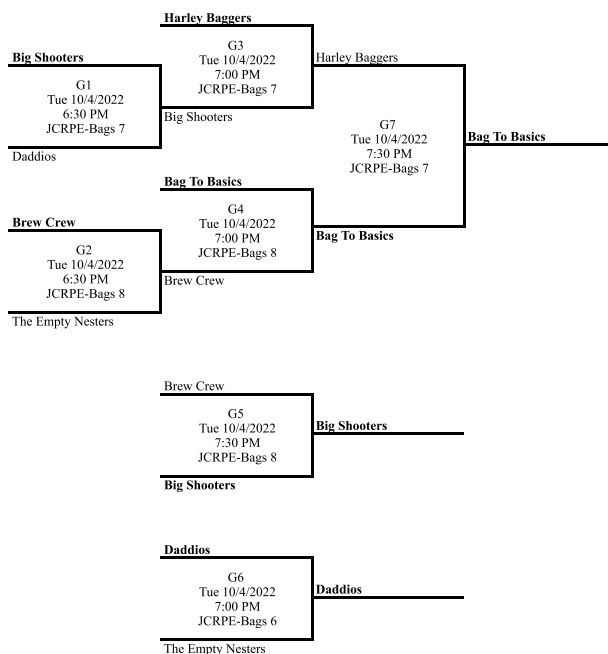 Harley Baggers
G3
Tue 10/4/2022
7:00 PM
JCRPE-Bags 7
Big Shooters
Big Shooters
G1
Tue 10/4/2022
6:30 PM
JCRPE-Bags 7
Daddios
Harley Baggers
G7
Tue 10/4/2022
7:30 PM
JCRPE-Bags 7
Bag To Basics
Bag To Basics
G4
Tue 10/4/2022
7:00 PM
JCRPE-Bags 8
Brew Crew
Bag To Basics
Brew Crew
G2
Tue 10/4/2022
6:30 PM
JCRPE-Bags 8
The Empty Nesters
Brew Crew
G5
Tue 10/4/2022
7:30 PM
JCRPE-Bags 8
Big Shooters
Big Shooters
Daddios
G6
Tue 10/4/2022
7:00 PM
JCRPE-Bags 6
The Empty Nesters
Daddios